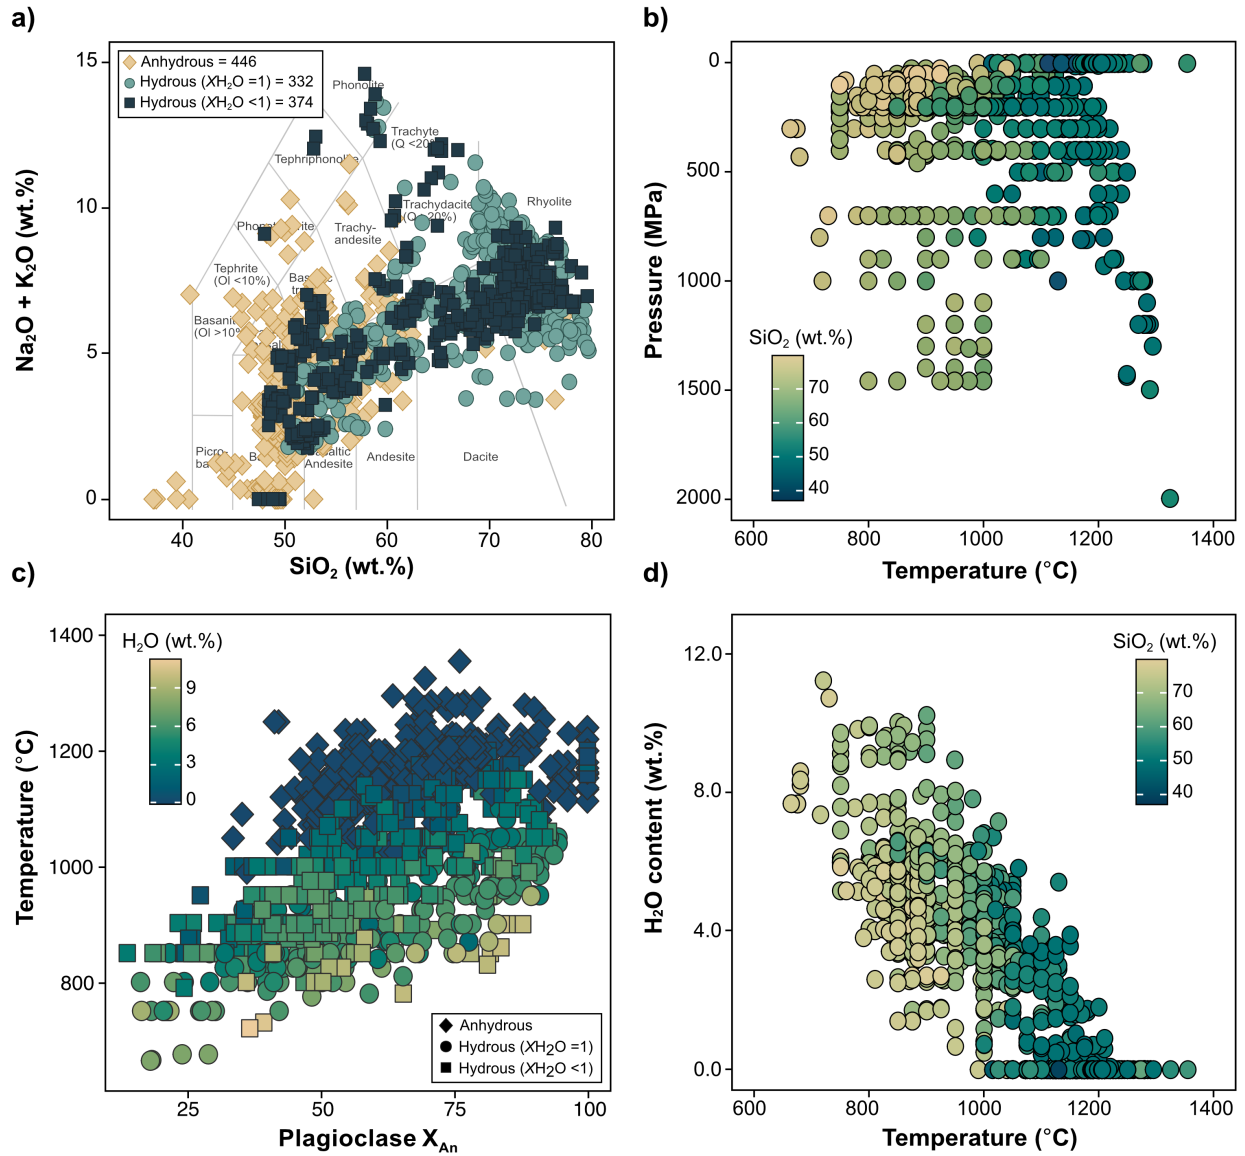 a)
Anhydrous = 446
Hydrous (XH2O =1) = 332
Hydrous (XH2O <1) = 374
15
10
5
0
Na2O + K2O (wt.%)
Phonolite
Trachyte
(Q <20%)
Tephriphonolite
Trachydacite
(Q >20%)
Rhyolite
Trachy-
andesite
Tephrite
(Ol <10%)
(Ol >10%
Andesite
Andesite
Dacite
40
50
60
70
80
SiO2 (wt.%)
b)
0
500
1000
1500
2000
Pressure (MPa)
SiO2 (wt.%)
70
60
50
40
600
800
1000
1200
1400
Temperature (°C)
c)
H2O (wt.%)
9
6
3
0
1400
1200
1000
800
Temperature (°C)
Anhydrous
Hydrous (XH2O =1)
Hydrous (XH2O <1)
25
50
75
100
Plagioclase XAn
d)
12.0
8.0
4.0
0.0
H2O content (wt.%)
SiO2 (wt.%)
70
60
50
40
600
800
1000
1200
1400
Temperature (°C)